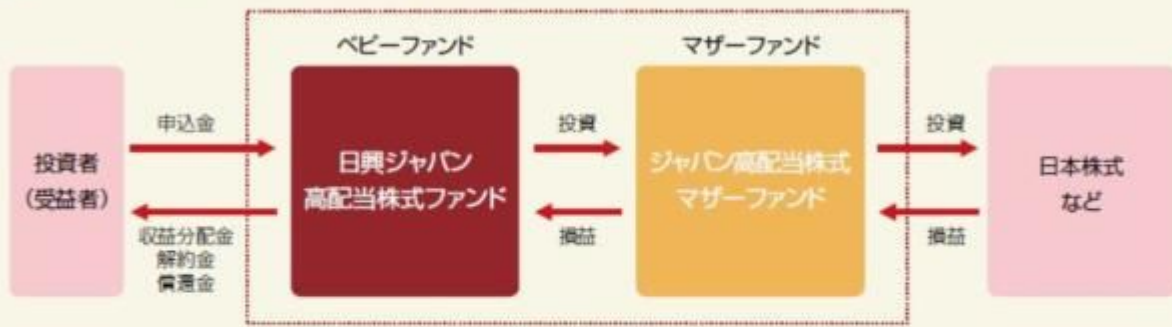 ベビーファンド
マザーファンド
投資者
（受益者）
申込金
収益分配金
解約金
償還金
日興ジャパン
高配当株式ファンド
投資
損益
ジャパン高配当株式
マザーファンド
投資
損益
日本株式
など